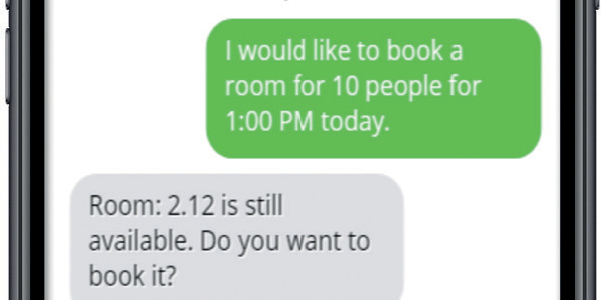 I would like to book a
room for 10 people for
1:00 PM today.
Room: 2.12 is still
available. Do you want to
book it?